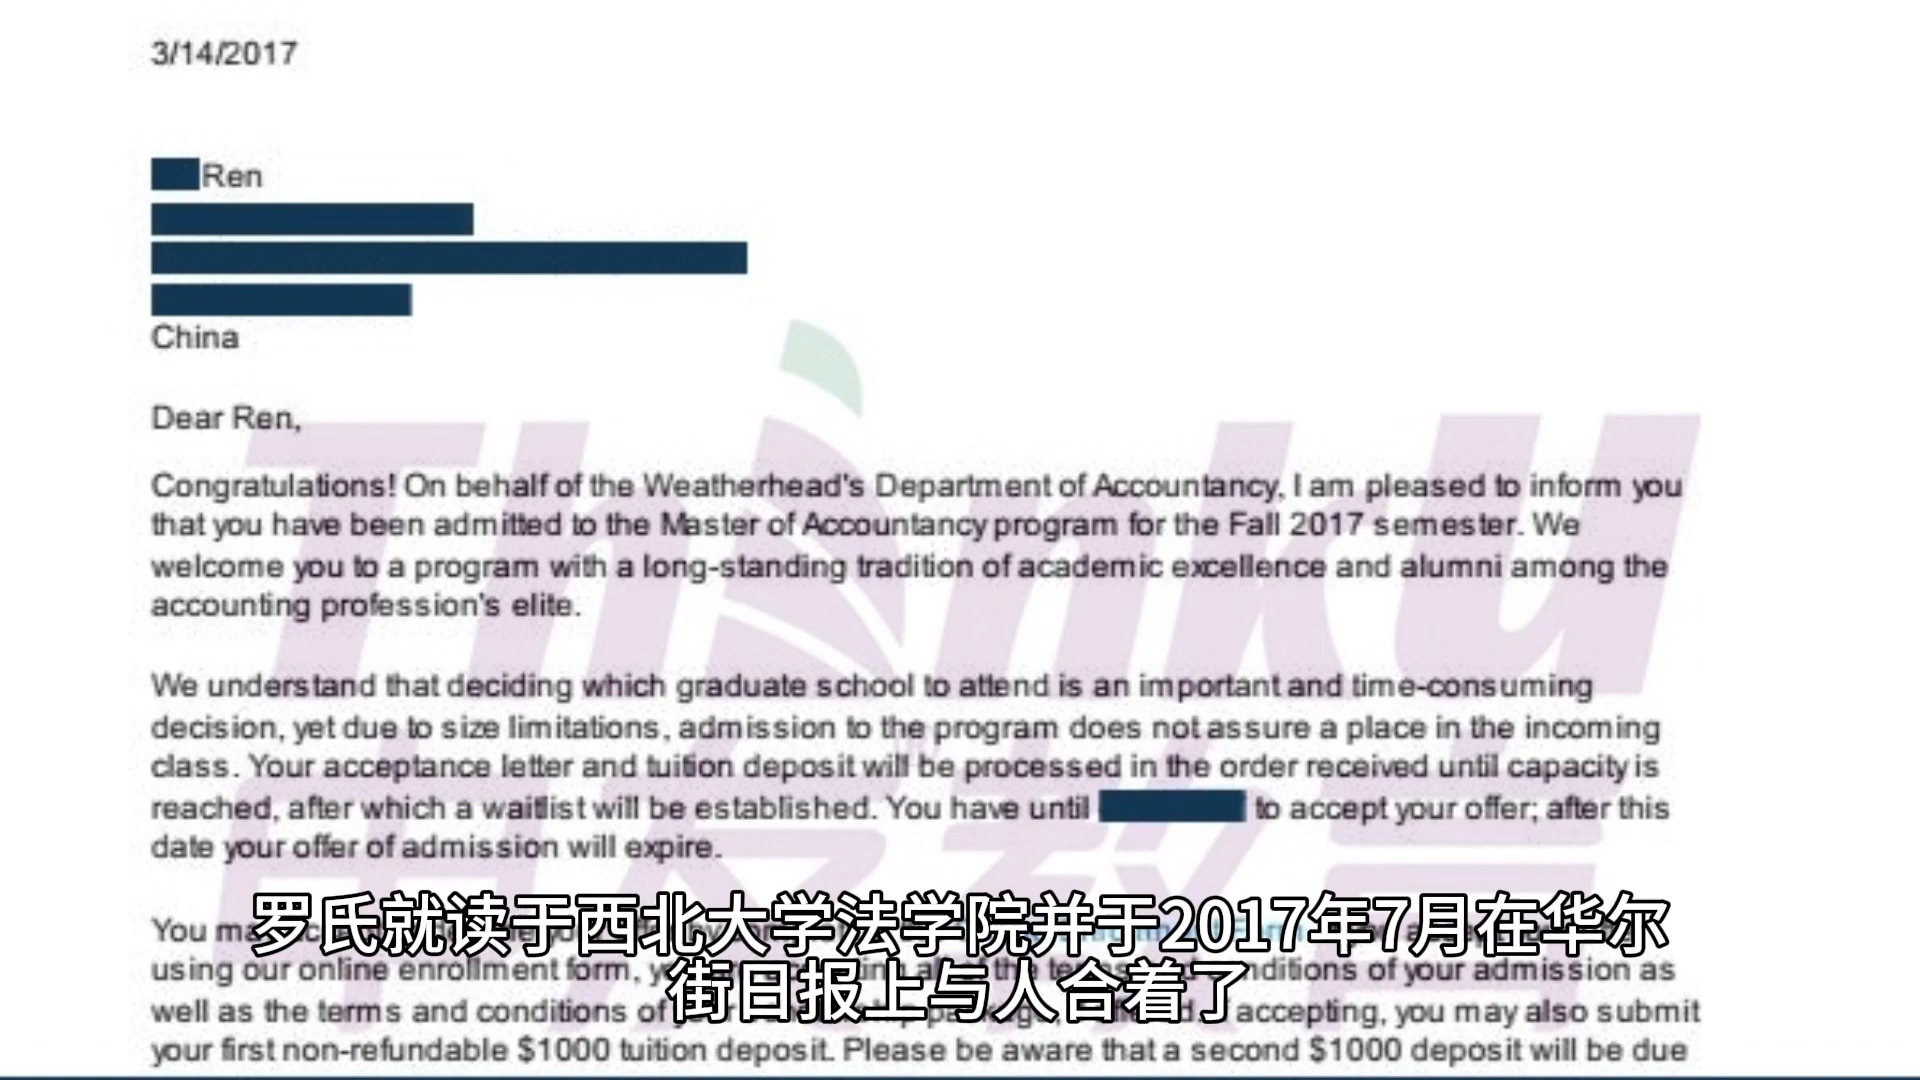 3/14/2017
Ren
China
Dear Ren,
Congratulations! On behalf of the Weatherhead's Department of Accountancy, I am pleased to inform you
that you have been admitted to the Master of Accountancy program for the Fall 2017 semester. We
welcome you to a program with a long-standing tradition of academic excellence and alumni among the
accounting profession's elite.
We understand that deciding which graduate school to attend is an important and time-consuming
decision, yet due to size limitations, admission to the program does not assure a place in the incoming
class. Your acceptance letter and tuition deposit will be processed in the order received until capacity is
reached, after which a waitlist will be established. You have until to accept your offer; after this
date your offer of admission will expire.
You
using our online enrollment form, the nditions of your admission as
well as the terms and conditions of accepting, you may also submit
your first non-refundable $1000 tuition deposit. Please be aware that a second $1000 deposit will be due
罗氏就读于西北大学法学院并于2017年7月在华尔
街日报上与人合着了
Thinku